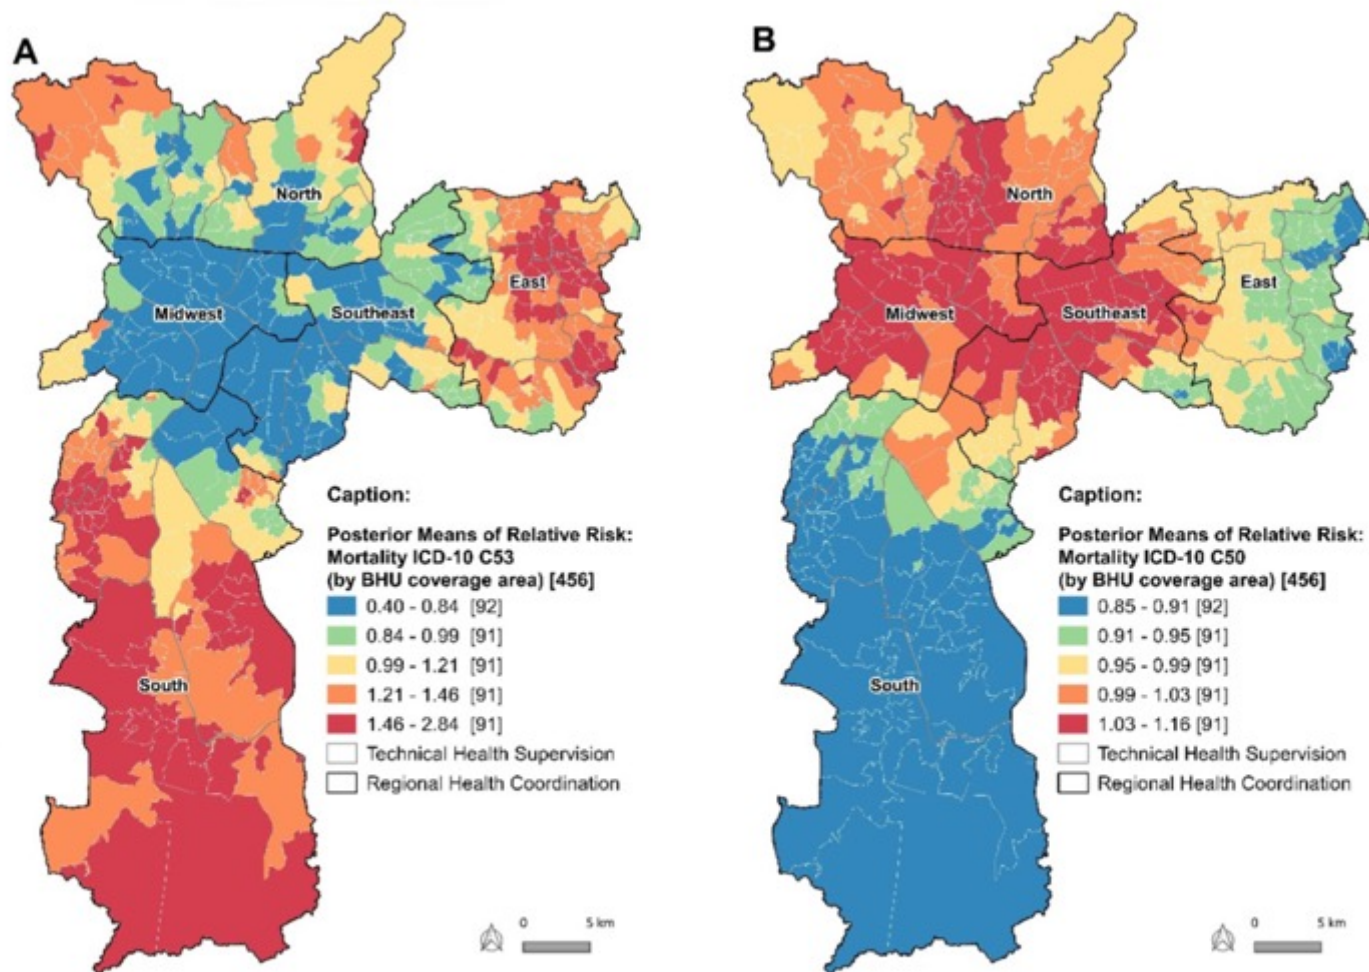 A
North
Midwest
Southeast
East
South
Caption:
Posterior Means of Relative Risk:
Mortality ICD-10 C53
(by BHU coverage area) [456]
0.40 - 0.84 [92]
0.84 - 0.99 [91]
0.99 - 1.21 [91]
1.21 - 1.46 [91]
1.46 - 2.84 [91]
Technical Health Supervision
Regional Health Coordination
0 5 km
B
North
Midwest
Southeast
East
South
Caption:
Posterior Means of Relative Risk:
Mortality ICD-10 C50
(by BHU coverage area) [456]
0.85 - 0.91 [92]
0.91 - 0.95 [91]
0.95 - 0.99 [91]
0.99 - 1.03 [91]
1.03 - 1.16 [91]
Technical Health Supervision
Regional Health Coordination
0 5 km